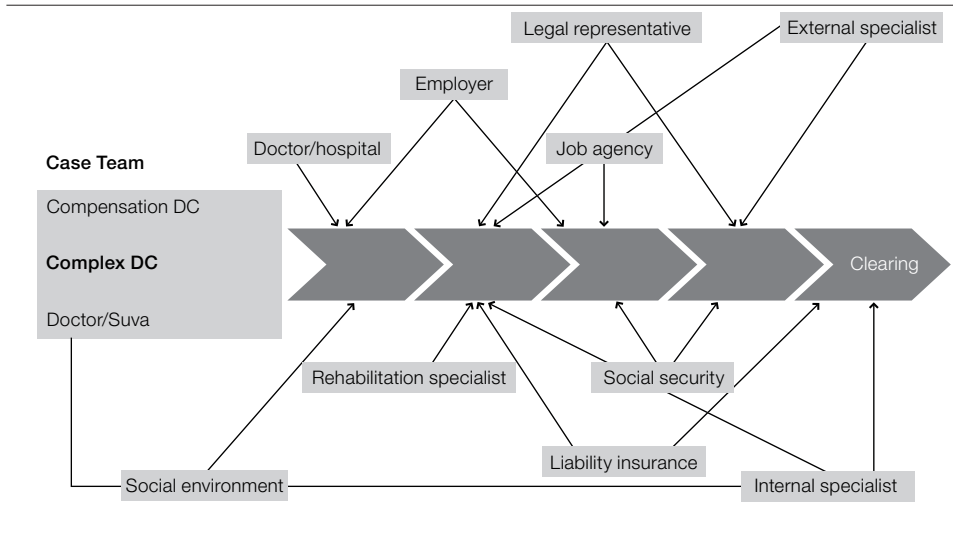 Legal representative
External specialist
Employer
Doctor/hospital
Job agency
Case Team
Compensation DC
Complex DC
Clearing
Doctor/Suva
Rehabilitation specialist
Social security
Liability insurance
Social environment
Internal specialist